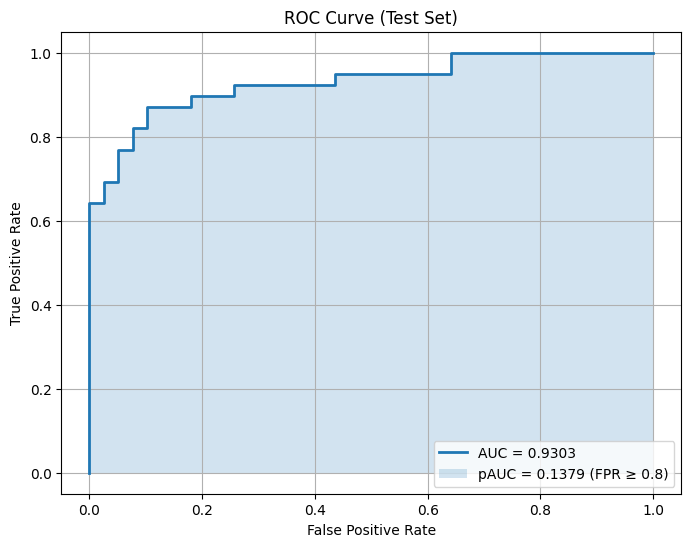 ROC Curve (Test Set)
True Positive Rate
1.0
0.8
0.6
0.4
0.2
0.0
AUC = 0.9303
pAUC = 0.1379 (FPR ≥ 0.8)
0.0 0.2 0.4 0.6 0.8 1.0
False Positive Rate